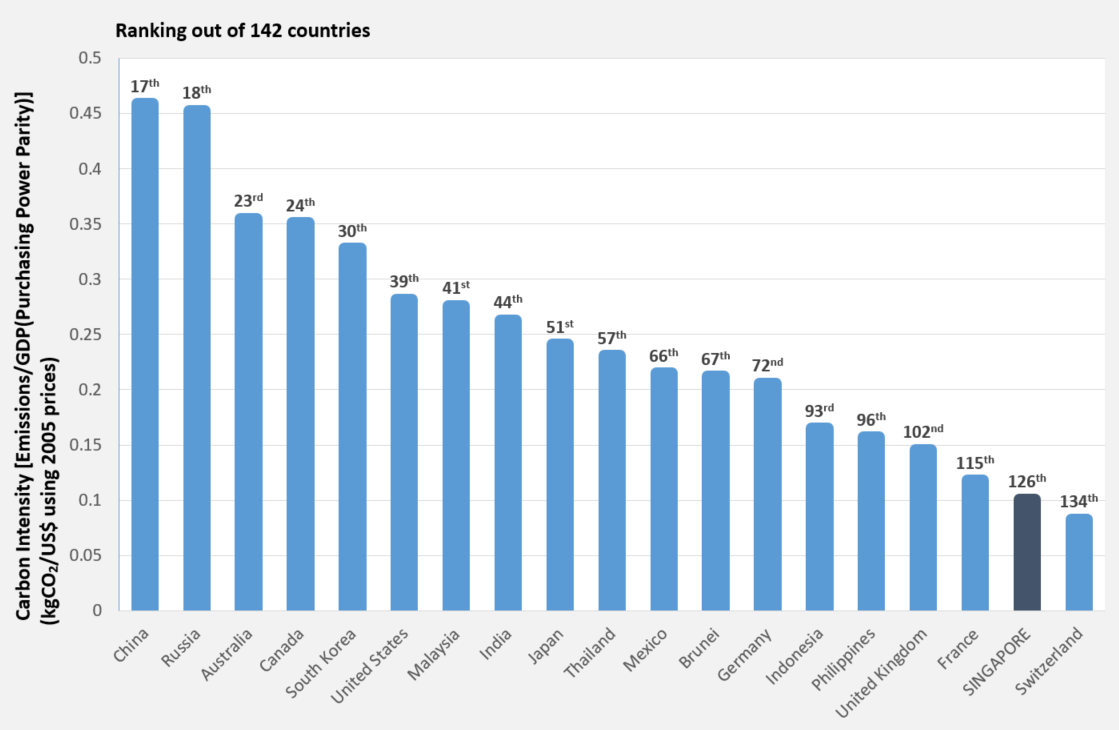 Ranking out of 142 countries
Carbon Intensity [Emissions/GDP(Purchasing Power Parity)]
(kgCO₂/US$ using 2005 prices)
0.5
0.45
0.4
0.35
0.3
0.25
0.2
0.15
0.1
0.05
0
17th
18th
23rd
24th
30th
39th
41st
44th
51st
57th
66th
67th
72nd
93rd
96th
102nd
115th
126th
134th
China
Russia
Australia
Canada
South Korea
United States
Malaysia
India
Japan
Thailand
Mexico
Brunei
Germany
Indonesia
Philippines
United Kingdom
France
SINGAPORE
Switzerland